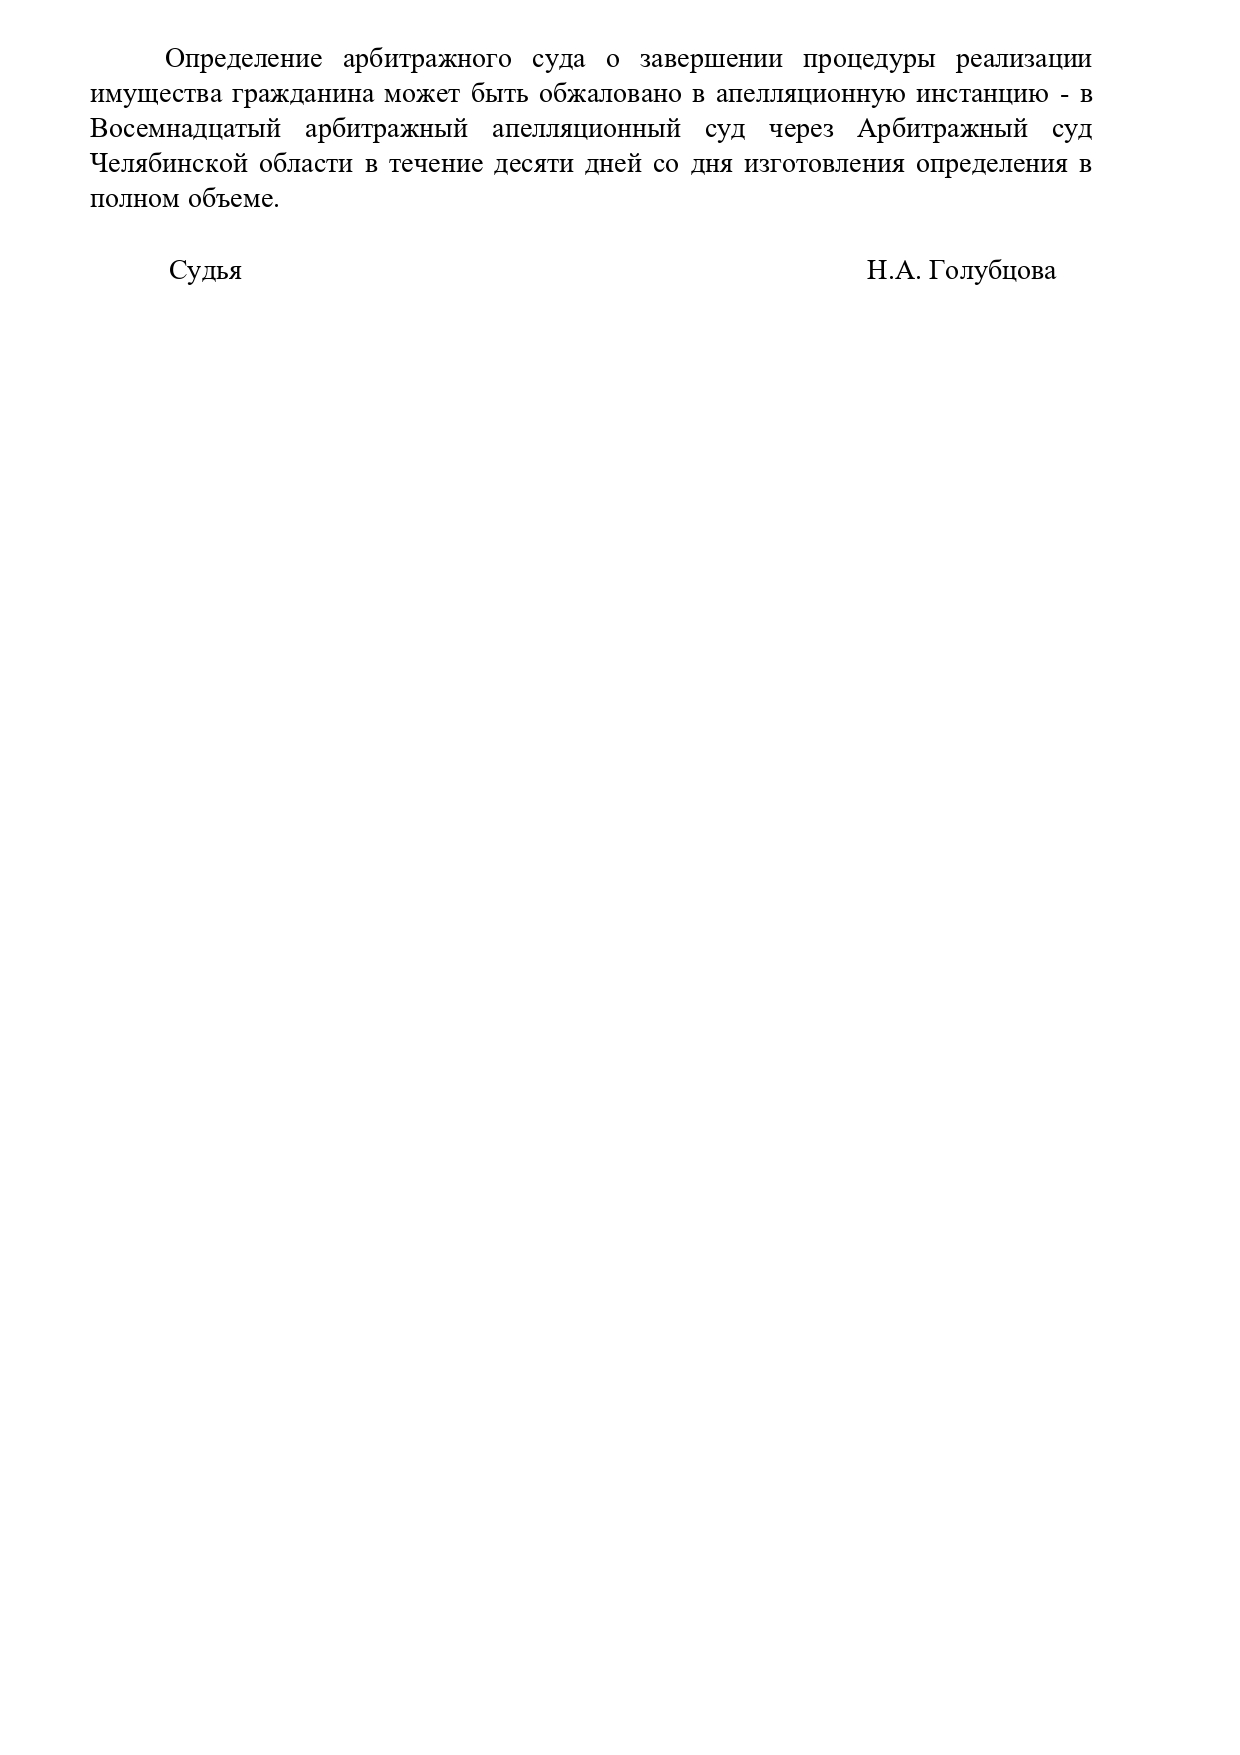 Определение арбитражного суда о завершении процедуры реализации
имущества гражданина может быть обжаловано в апелляционную инстанцию - в
Восемнадцатый арбитражный апелляционный суд через Арбитражный суд
Челябинской области в течение десяти дней со дня изготовления определения в
полном объеме.
Судья Н.А. Голубцова